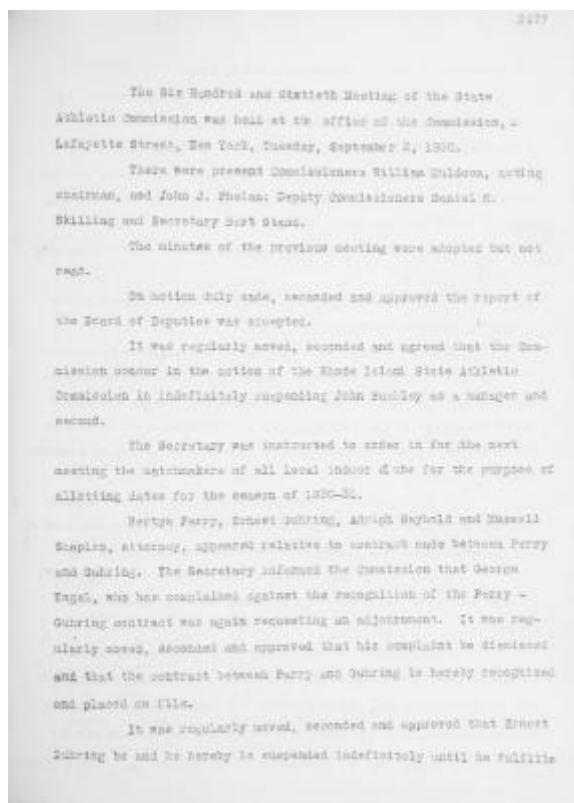 The Six Hundred and Sixtieth Meeting of the State
Athletic Commission was held at the office of the Commission,
Lafayette Street, New York, Tuesday, September 2, 1930.
There were present Commissioners William Muldoon, acting
chairman, and John J. Phelan: Deputy Commissioners Daniel
Skilling and Secretary Bert Stand.
The minutes of the previous meeting were adopted but not
read.
On motion duly made, seconded and approved the report of
the Board of Deputies was accepted.
It was regularly moved, seconded and agreed that the Com-
mission concur in the action of the Rhode Island State Athletic
Commission in indefinitely suspending John Buckley as a manager and
second.
The Secretary was instructed to order in for the next
meeting the matchmakers of all local indoor clubs for the purpose of
allotting dates for the season of 1930-31.
Perry, Ernest Guhring, Adolph and
Shapiro, attorney, appeared relative to contract made between Perry
and Guhring. The Secretary informed the Commission that George
Engel, who has complained against the recognition of the Perry -
Guhring contract was again requesting an adjournment. It was reg-
ularly moved, seconded and approved that his complaint be dismissed
and that the contract between Perry and Guhring is hereby recognized
and placed on file.
It was regularly moved, seconded and approved that Ernest
Guhring be and he hereby is suspended indefinitely until he fulfills